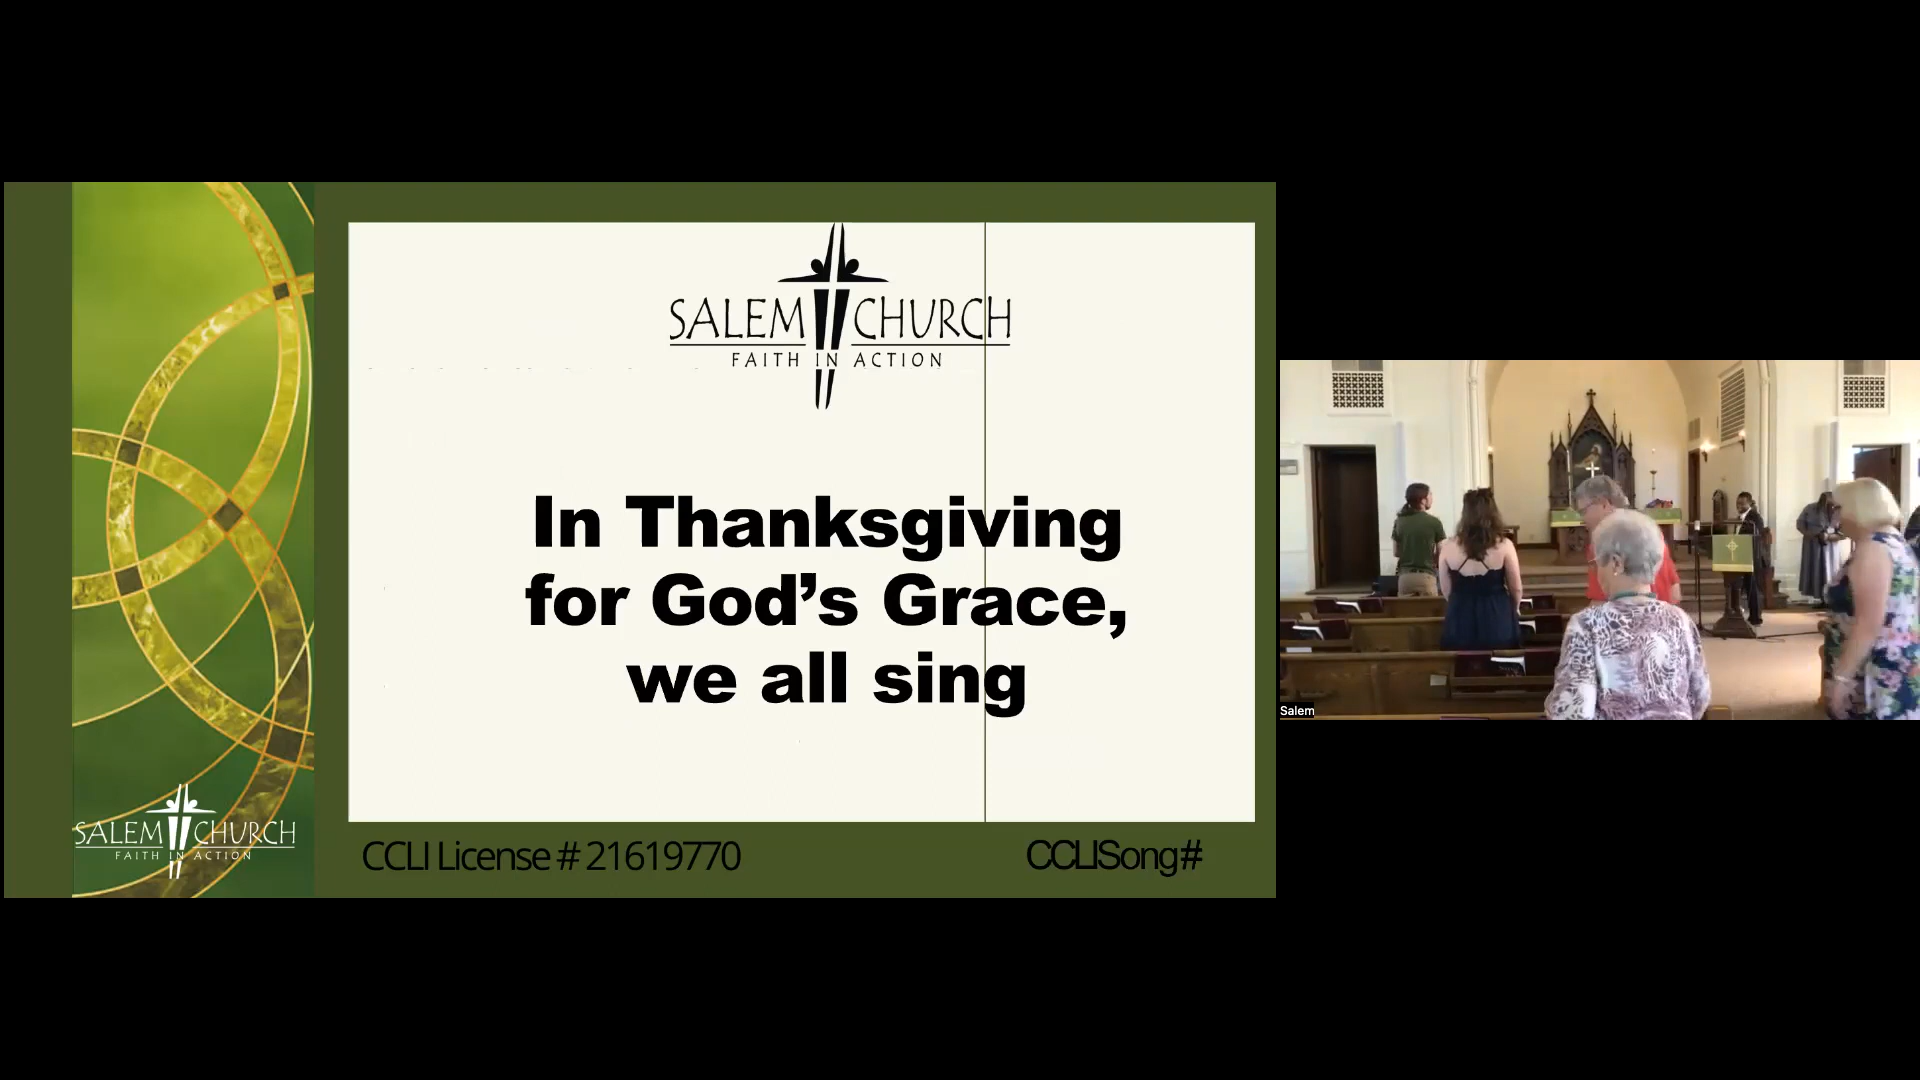 SALEM CHURCH
FAITH IN ACTION
In Thanksgiving
for God's Grace,
we all sing
SALEM CHURCH
FAITH IN ACTION
CCLI License # 21619770
CCLISong#
Salem